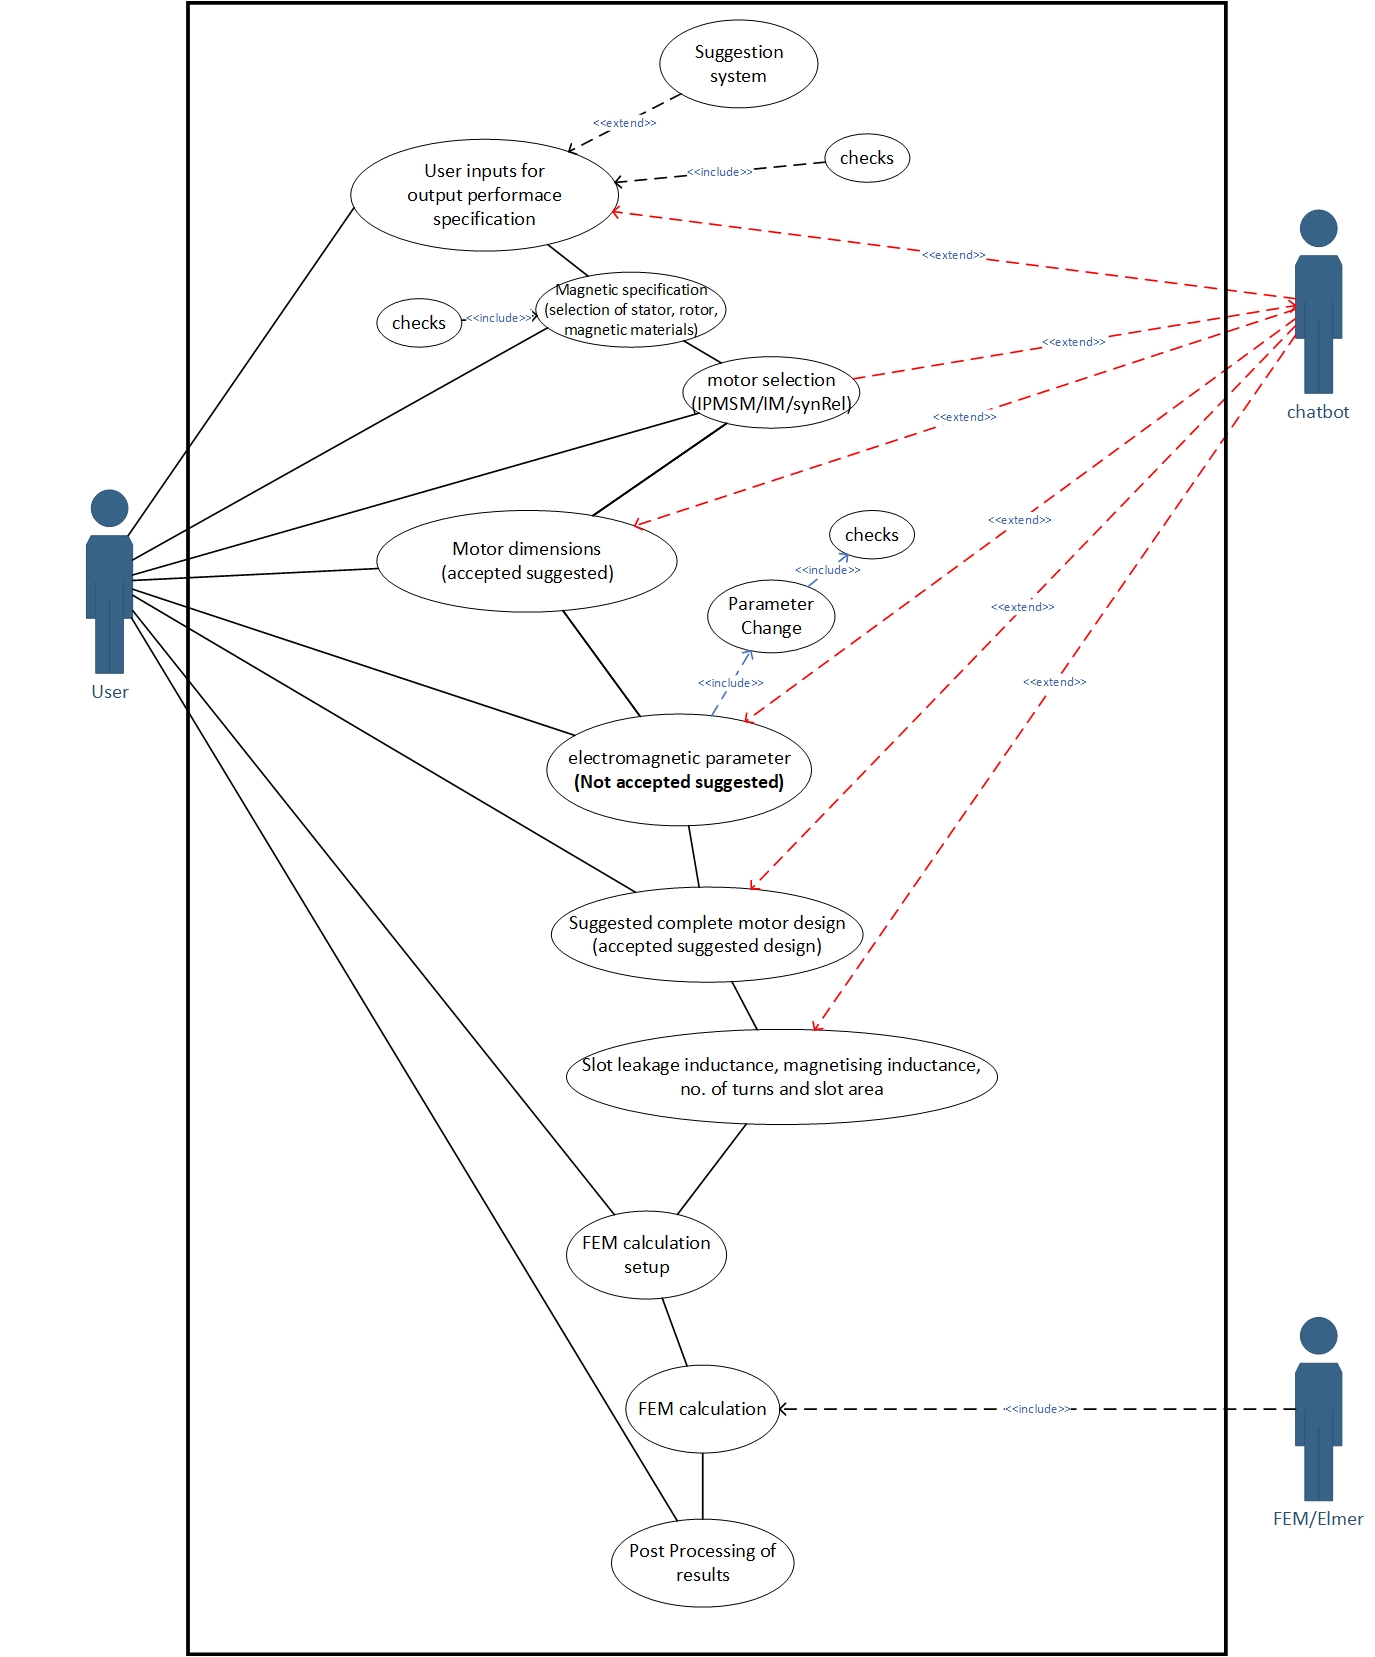 Suggestion
system
<<extend>>
checks
<<include>>
User inputs for
output performace
specification
<<extend>>
Magnetic specification
(selection of stator, rotor,
magnetic materials)
checks
<<include>>
<<extend>>
motor selection
(IPMSM/IM/synRel)
chatbot
<<extend>>
<<extend>>
checks
Motor dimensions
(accepted suggested)
<<include>>
Parameter
Change
<<extend>>
<<include>>
<<extend>>
User
electromagnetic parameter
(Not accepted suggested)
Suggested complete motor design
(accepted suggested design)
Slot leakage inductance, magnetising inductance,
no. of turns and slot area
FEM calculation
setup
FEM calculation
<<include>>
FEM/Elmer
Post Processing of
results